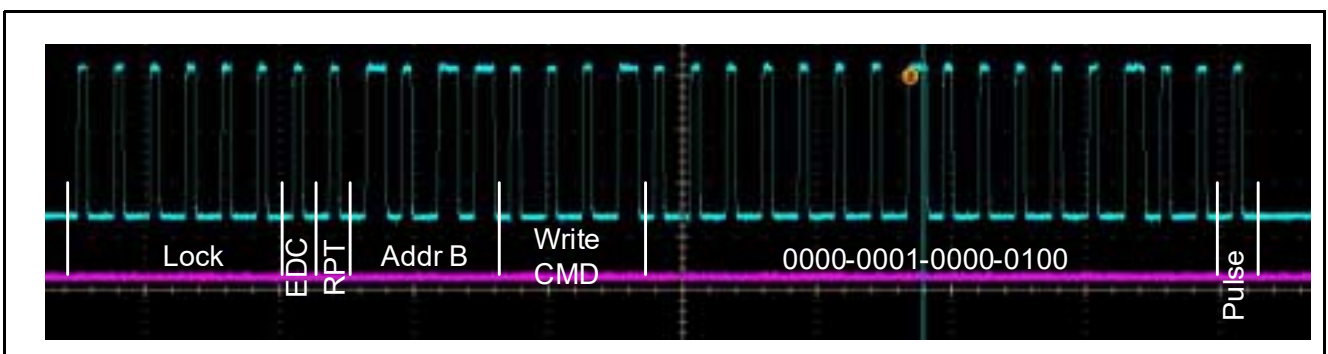 Lock
EDC
RPT
Addr B
Write
CMD
0000-0001-0000-0100
Pulse